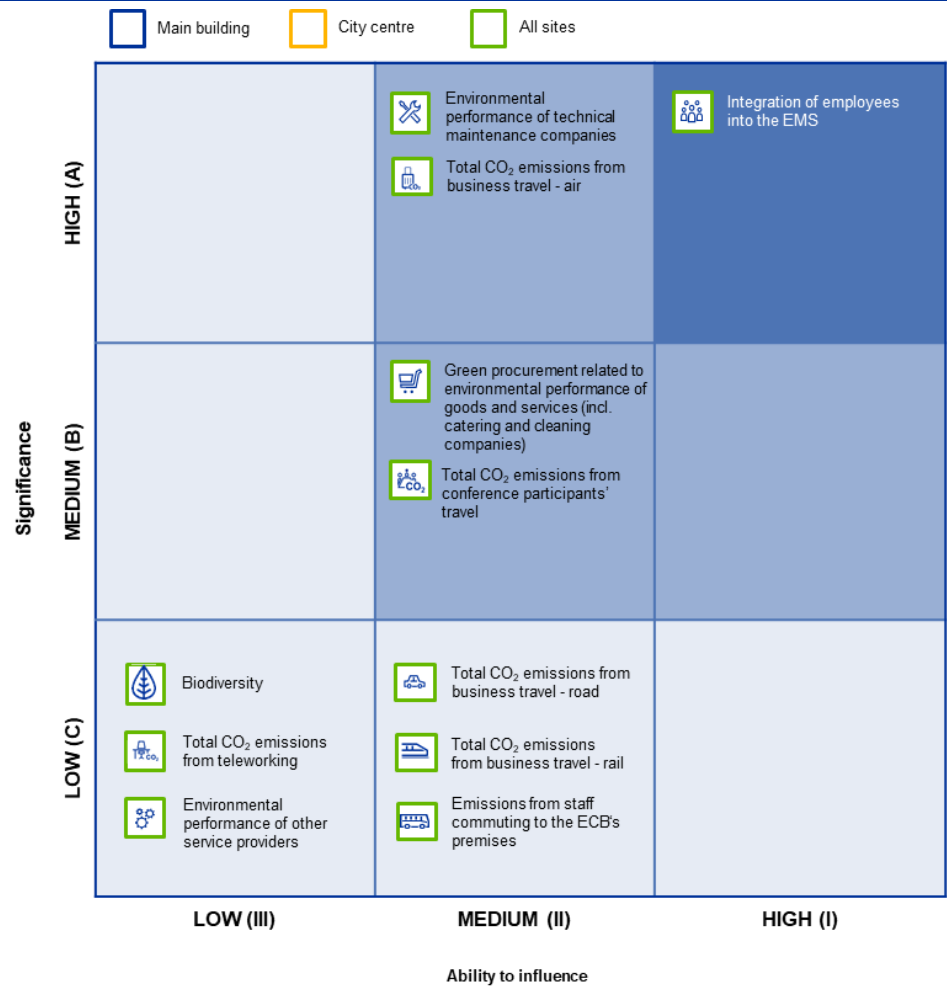 Main building
City centre
All sites
Significance
HIGH (A)
Environmental
performance of technical
maintenance companies
CO₂
Total CO₂ emissions from
business travel - air
Integration of employees
into the EMS
MEDIUM (B)
Green procurement related to
environmental performance of
goods and services (incl.
catering and cleaning
companies)
CO₂
Total CO₂ emissions from
conference participants’
travel
LOW (C)
Biodiversity
CO₂
Total CO₂ emissions
from teleworking
Environmental
performance of other
service providers
Total CO₂ emissions from
business travel - road
Total CO₂ emissions
from business travel - rail
Emissions from staff
commuting to the ECB's
premises
LOW (III)
MEDIUM (II)
HIGH (I)
Ability to influence